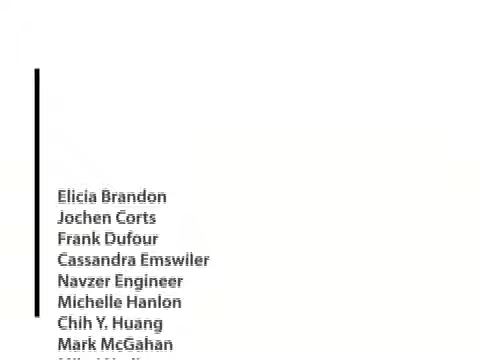 Elicia Brandon
Jochen Corts
Frank Dufour
Cassandra Emswiler
Navzer Engineer
Michelle Hanlon
Chih Y. Huang
Mark McGahan